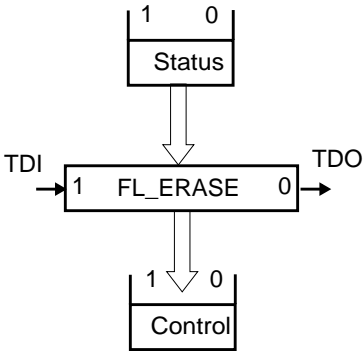 1 0
Status
TDI TDO
1 FL_ERASE 0
1 0
Control